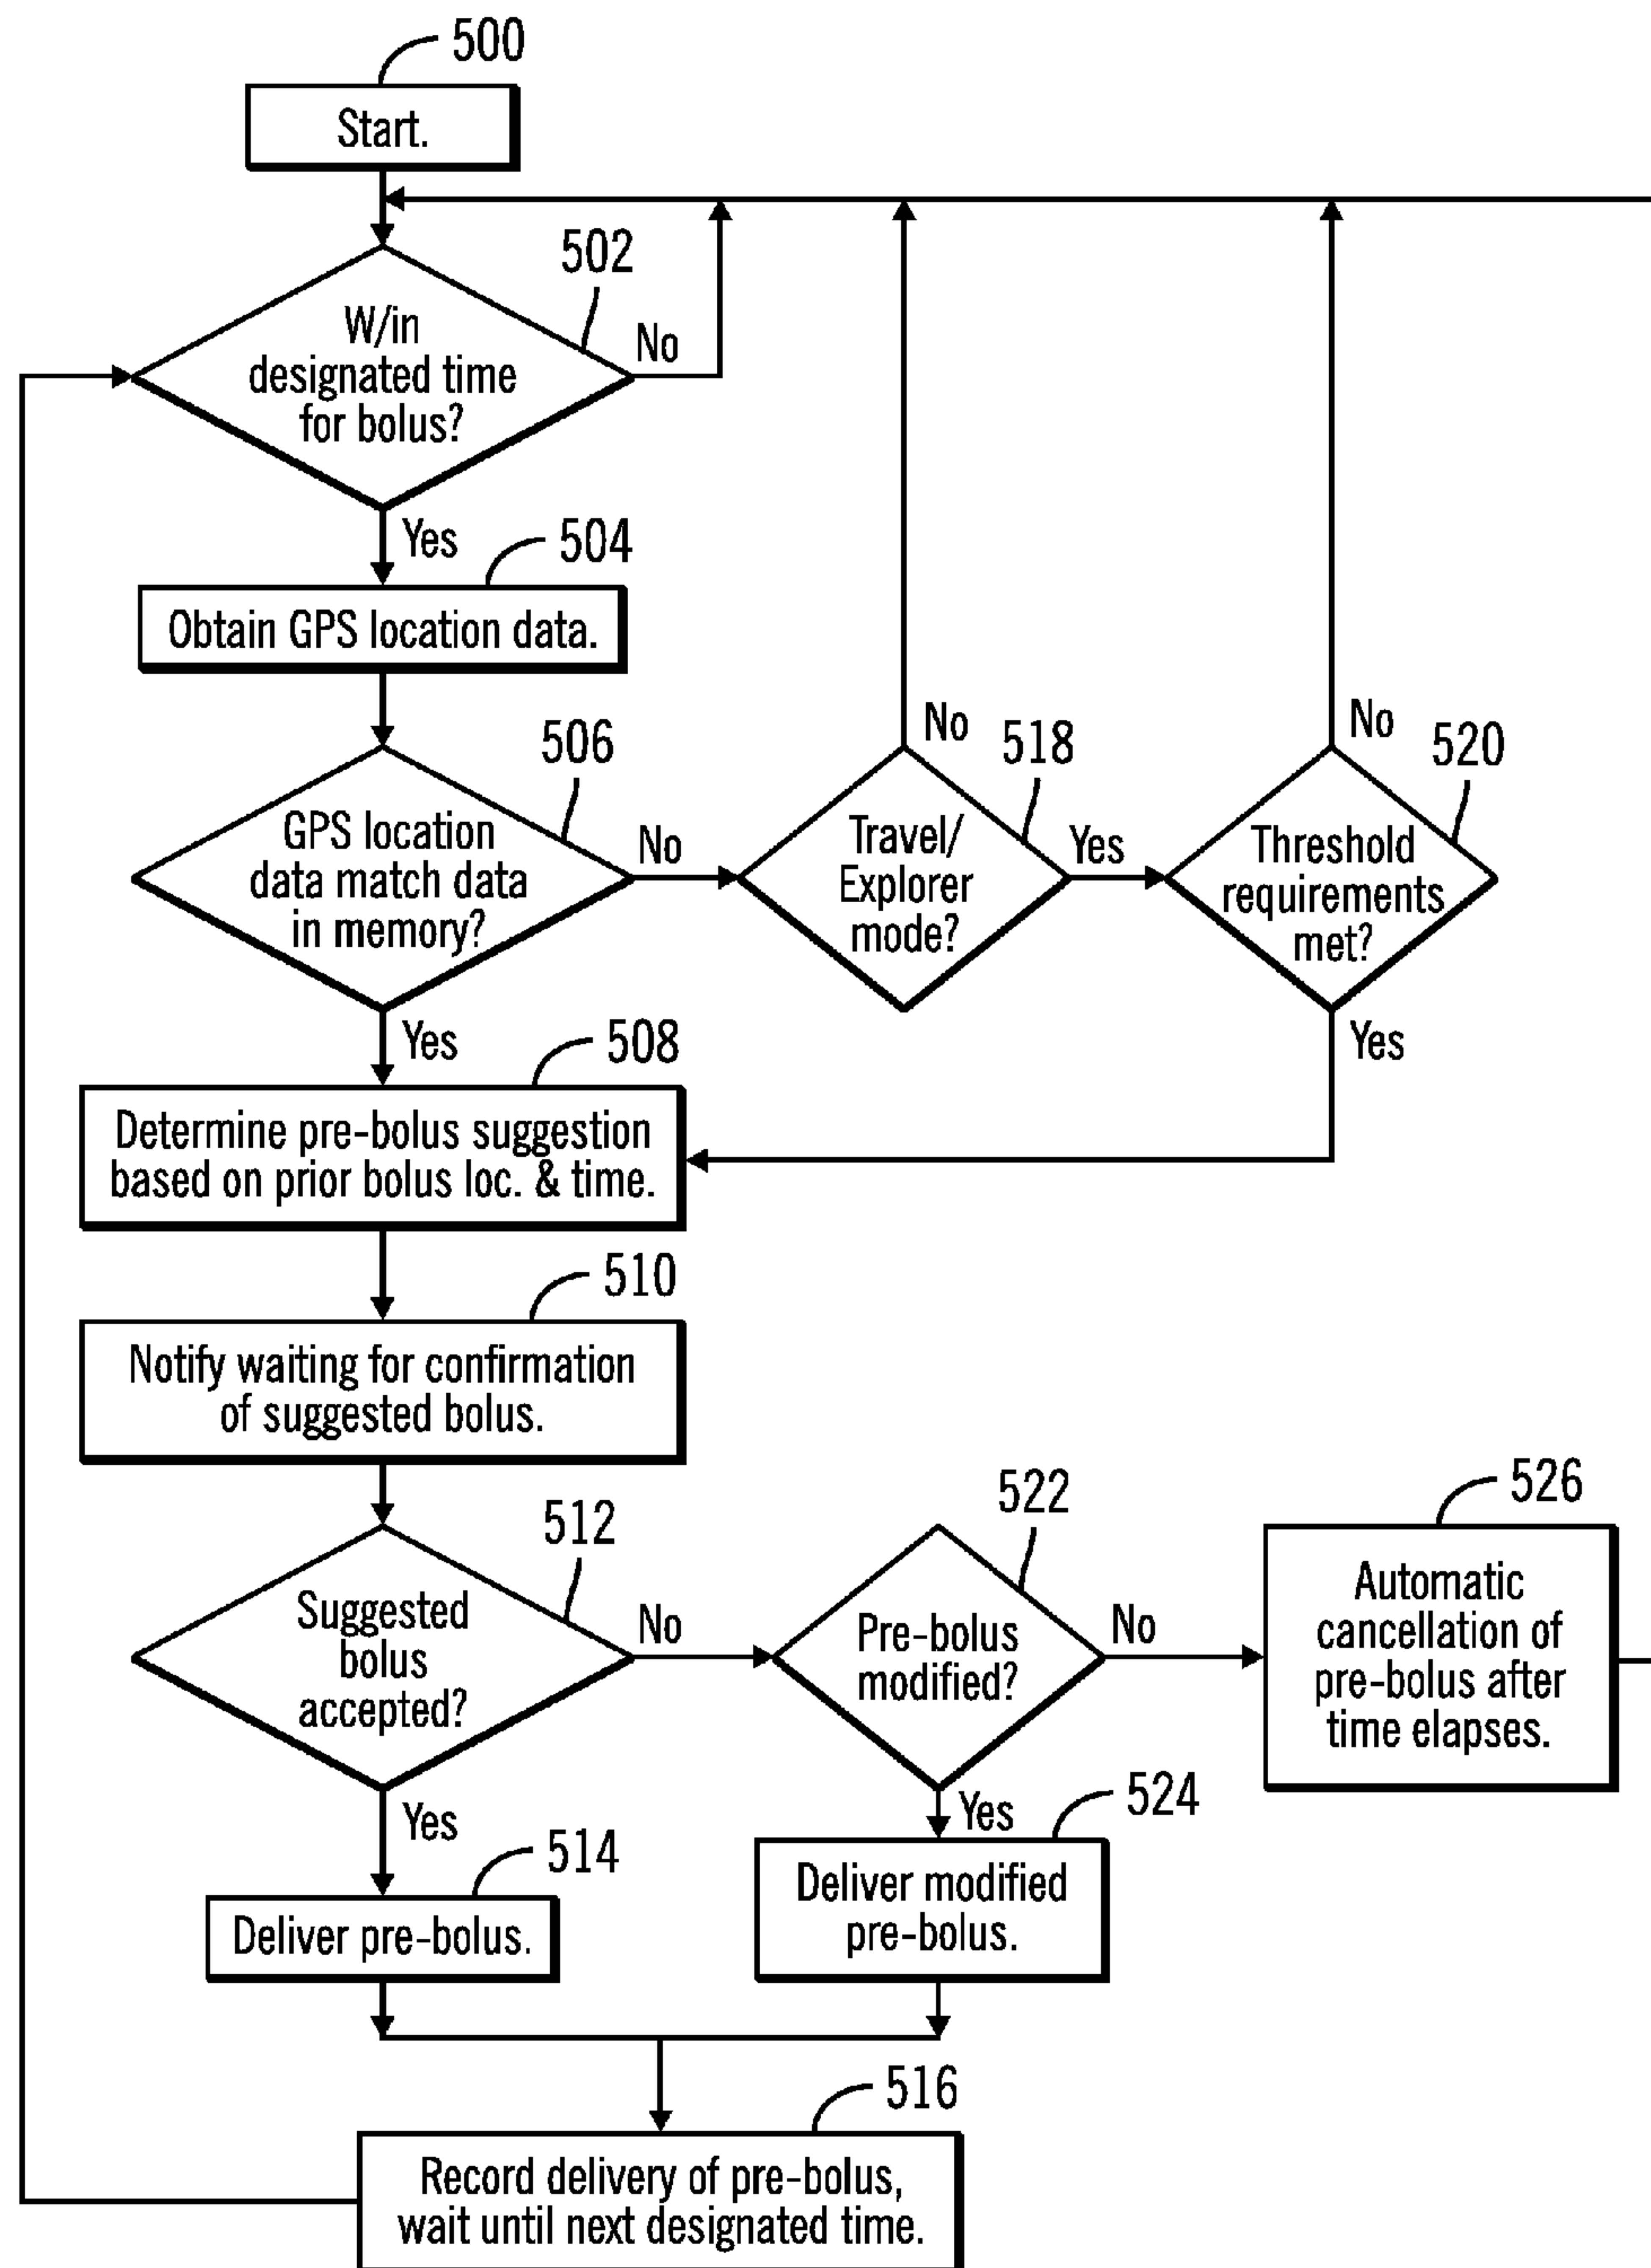 500
Start.
502
W/in
designated time
for bolus?
No
Yes
504
Obtain GPS location data.
506
GPS location
data match data
in memory?
No
518
Travel/
Explorer
mode?
No
Yes
520
Threshold
requirements
met?
No
Yes
Yes
508
Determine pre-bolus suggestion
based on prior bolus loc. & time.
510
Notify waiting for confirmation
of suggested bolus.
512
Suggested
bolus
accepted?
No
522
Pre-bolus
modified?
No
526
Automatic
cancellation of
pre-bolus after
time elapses.
Yes
514
Deliver pre-bolus.
Yes
524
Deliver modified
pre-bolus.
516
Record delivery of pre-bolus,
wait until next designated time.